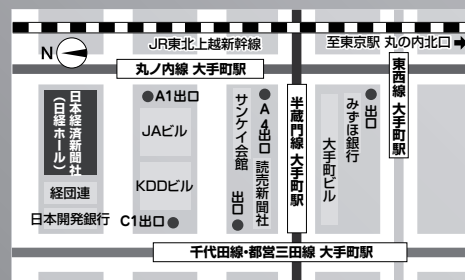 JR東北上越新幹線
至東京駅 丸の内北口
N
丸ノ内線 大手町駅
東西線 大手町駅
日本経済新聞社
（日経ホール）
A1出口
サンケイ会館
A4出口
半蔵門線 大手町駅
みずほ銀行
出口
JAビル
大手町ビル
読売新聞社
経団連
KDDビル
出口
日本開発銀行
C1出口
千代田線･都営三田線 大手町駅